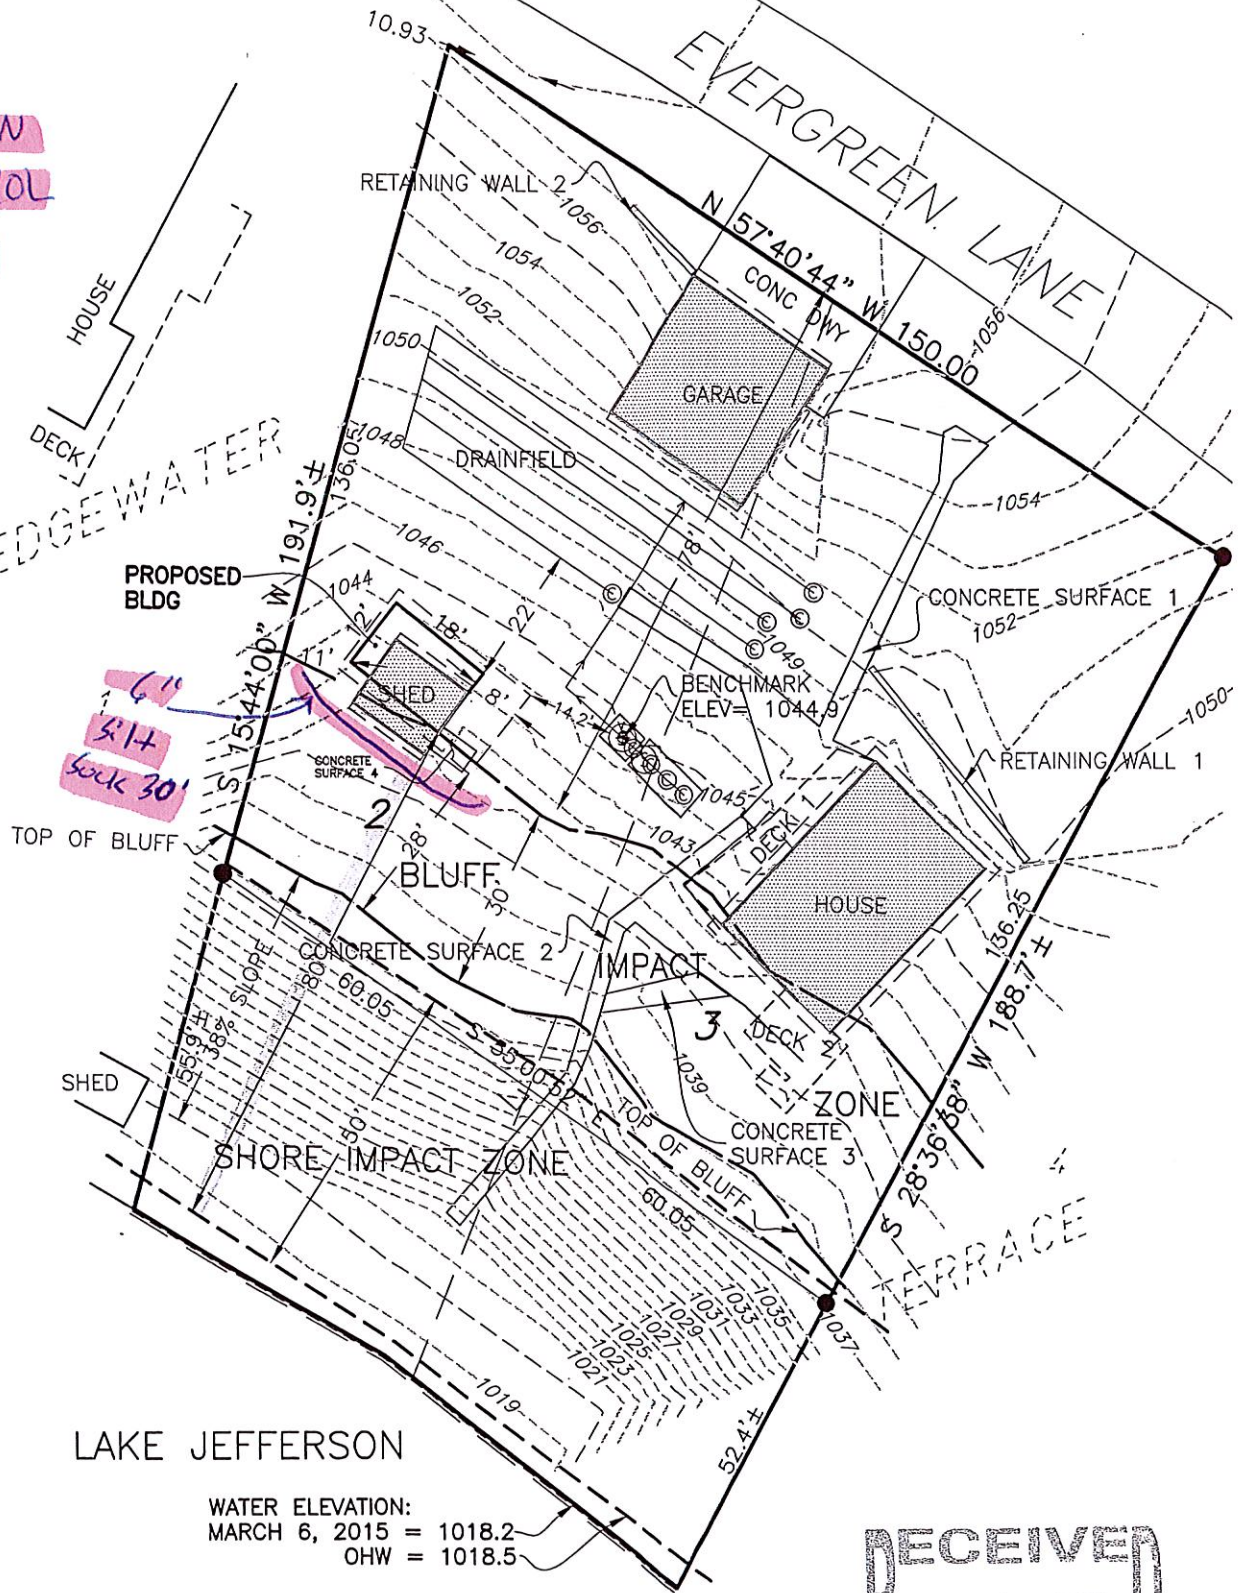 10.93
EVERGREEN LANE
RETAINING WALL 2
1056
N 57°40'44" W 150.00
1054
CONC DWY
1052
1056
HOUSE
1050
GARAGE
DECK
1048
DRAINFIELD
136.05
1054
EDGEWATER
S 15°44'00" W 191.9'±
1046
78'
PROPOSED
BLDG
1044
CONCRETE SURFACE 1
22'
1052
12'
18'
1049
11'
SHED
8'
BENCHMARK
ELEV= 1044.9
6"
silt
sock 30'
14.2'
1050
CONCRETE
SURFACE 4
RETAINING WALL 1
1045
2
TOP OF BLUFF
1043
DECK 1
28'
BLUFF
30'
HOUSE
136.25
CONCRETE SURFACE 2
IMPACT
38% SLOPE
80'
60.05
S 55°00'52" E
3
DECK 2
S 28°36'38" W 188.7'±
55.9'±
SHED
1039
50'
ZONE
TOP OF BLUFF
CONCRETE
SURFACE 3
SHORE IMPACT ZONE
60.05
TERRACE
1037
1035
1033
1031
1029
1027
1025
1023
1021
1019
52.4'±
LAKE JEFFERSON
WATER ELEVATION:
MARCH 6, 2015 = 1018.2
OHW = 1018.5
RECEIVED